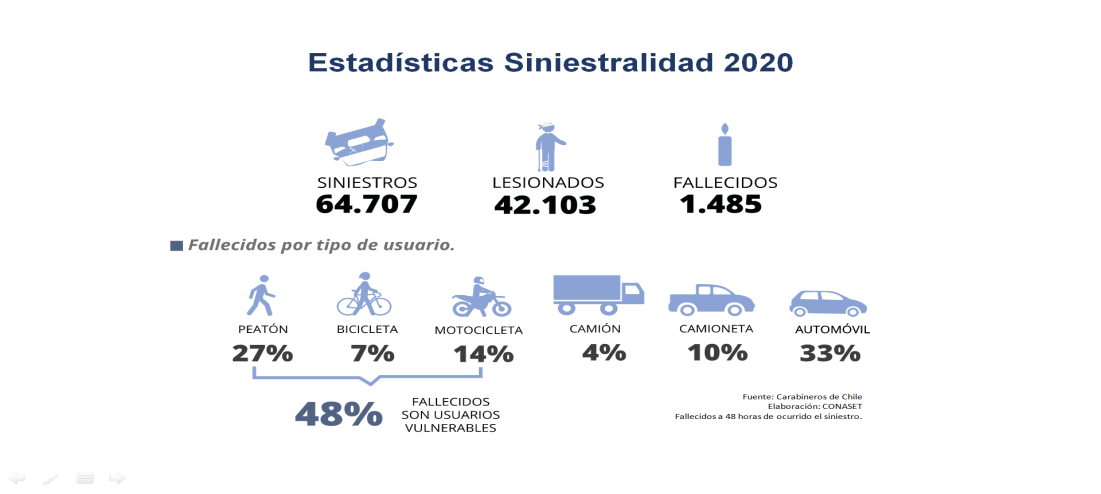 Estadísticas Siniestralidad 2020
SINIESTROS
64.707
LESIONADOS
42.103
FALLECIDOS
1.485
Fallecidos por tipo de usuario.
PEATÓN
27%
BICICLETA
7%
MOTOCICLETA
14%
CAMIÓN
4%
CAMIONETA
10%
AUTOMÓVIL
33%
48%
FALLECIDOS
SON USUARIOS
VULNERABLES
Fuente: Carabineros de Chile
Elaboración: CONASET
Fallecidos a 48 horas de ocurrido el siniestro.